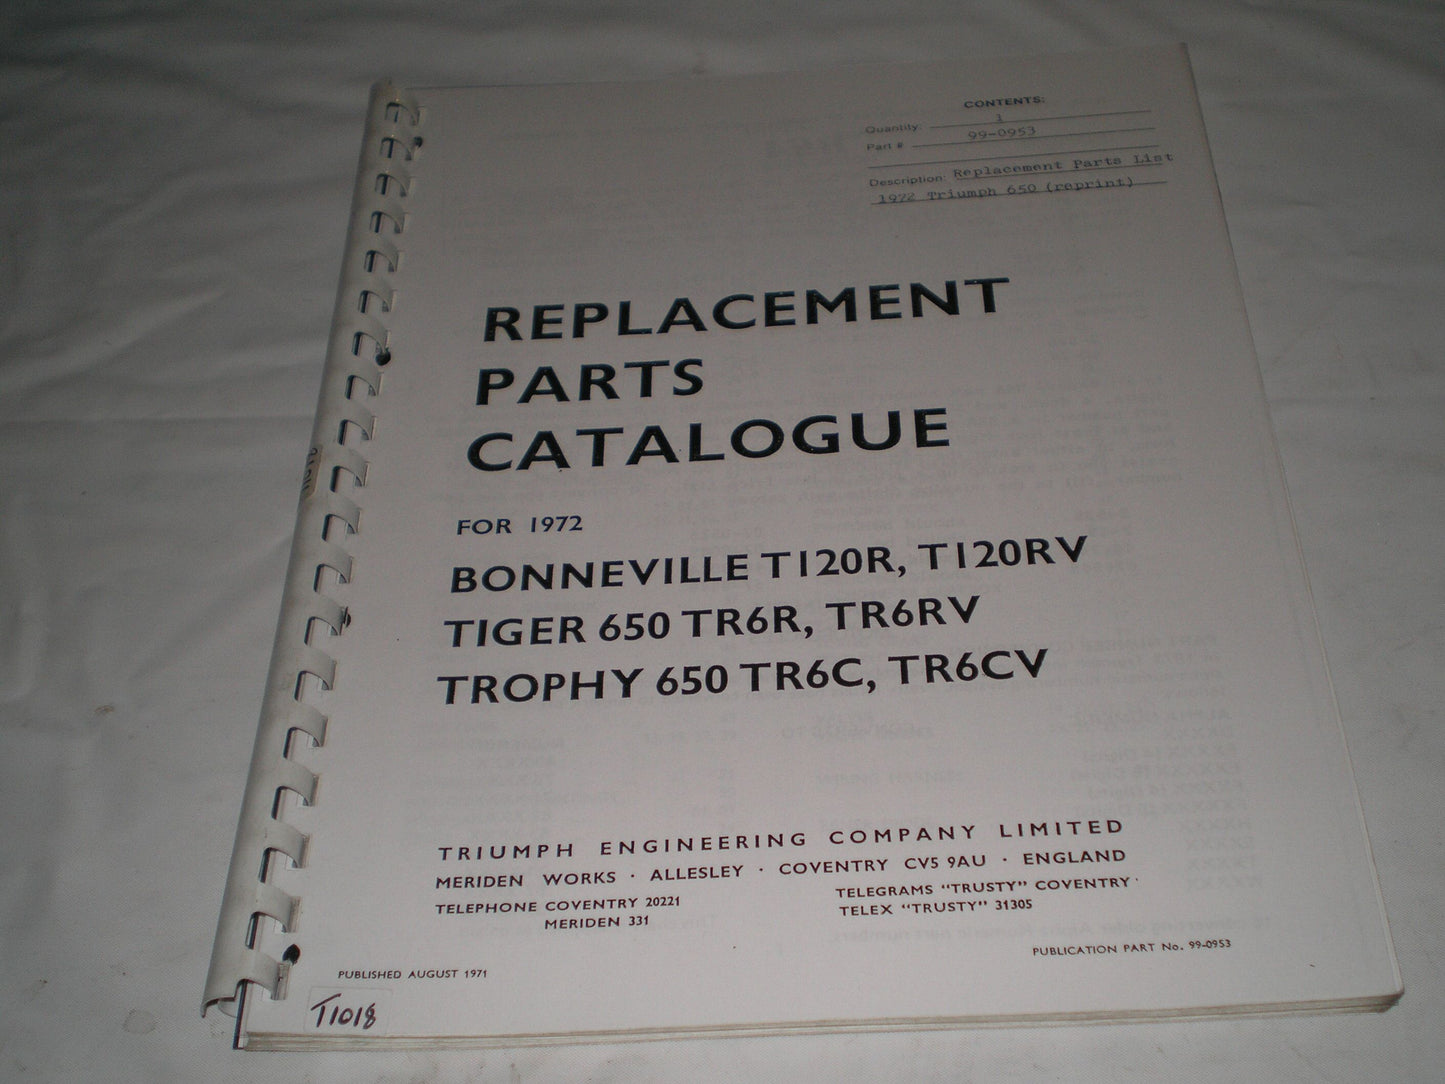 CONTENTS:
Quantity: 1
Part # 99-0953
Description: Replacement Parts List
1972 Triumph 650 (reprint)
REPLACEMENT
PARTS
CATALOGUE
FOR 1972
BONNEVILLE T120R, T120RV
TIGER 650 TR6R, TR6RV
TROPHY 650 TR6C, TR6CV
TRIUMPH ENGINEERING COMPANY LIMITED
MERIDEN WORKS · ALLESLEY · COVENTRY CV5 9AU · ENGLAND
TELEPHONE COVENTRY 20221
MERIDEN 331
TELEGRAMS "TRUSTY" COVENTRY
TELEX "TRUSTY" 31305
PUBLICATION PART No. 99-0953
PUBLISHED AUGUST 1971
T1018